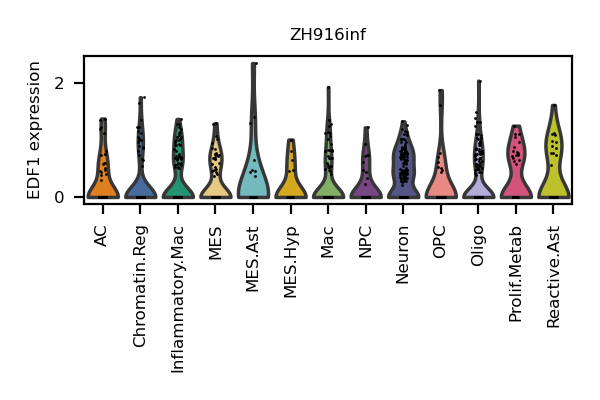 ZH916inf
EDF1 expression
2
0
AC
Chromatin.Reg
Inflammatory.Mac
MES
MES.Ast
MES.Hyp
Mac
NPC
Neuron
OPC
Oligo
Prolif.Metab
Reactive.Ast